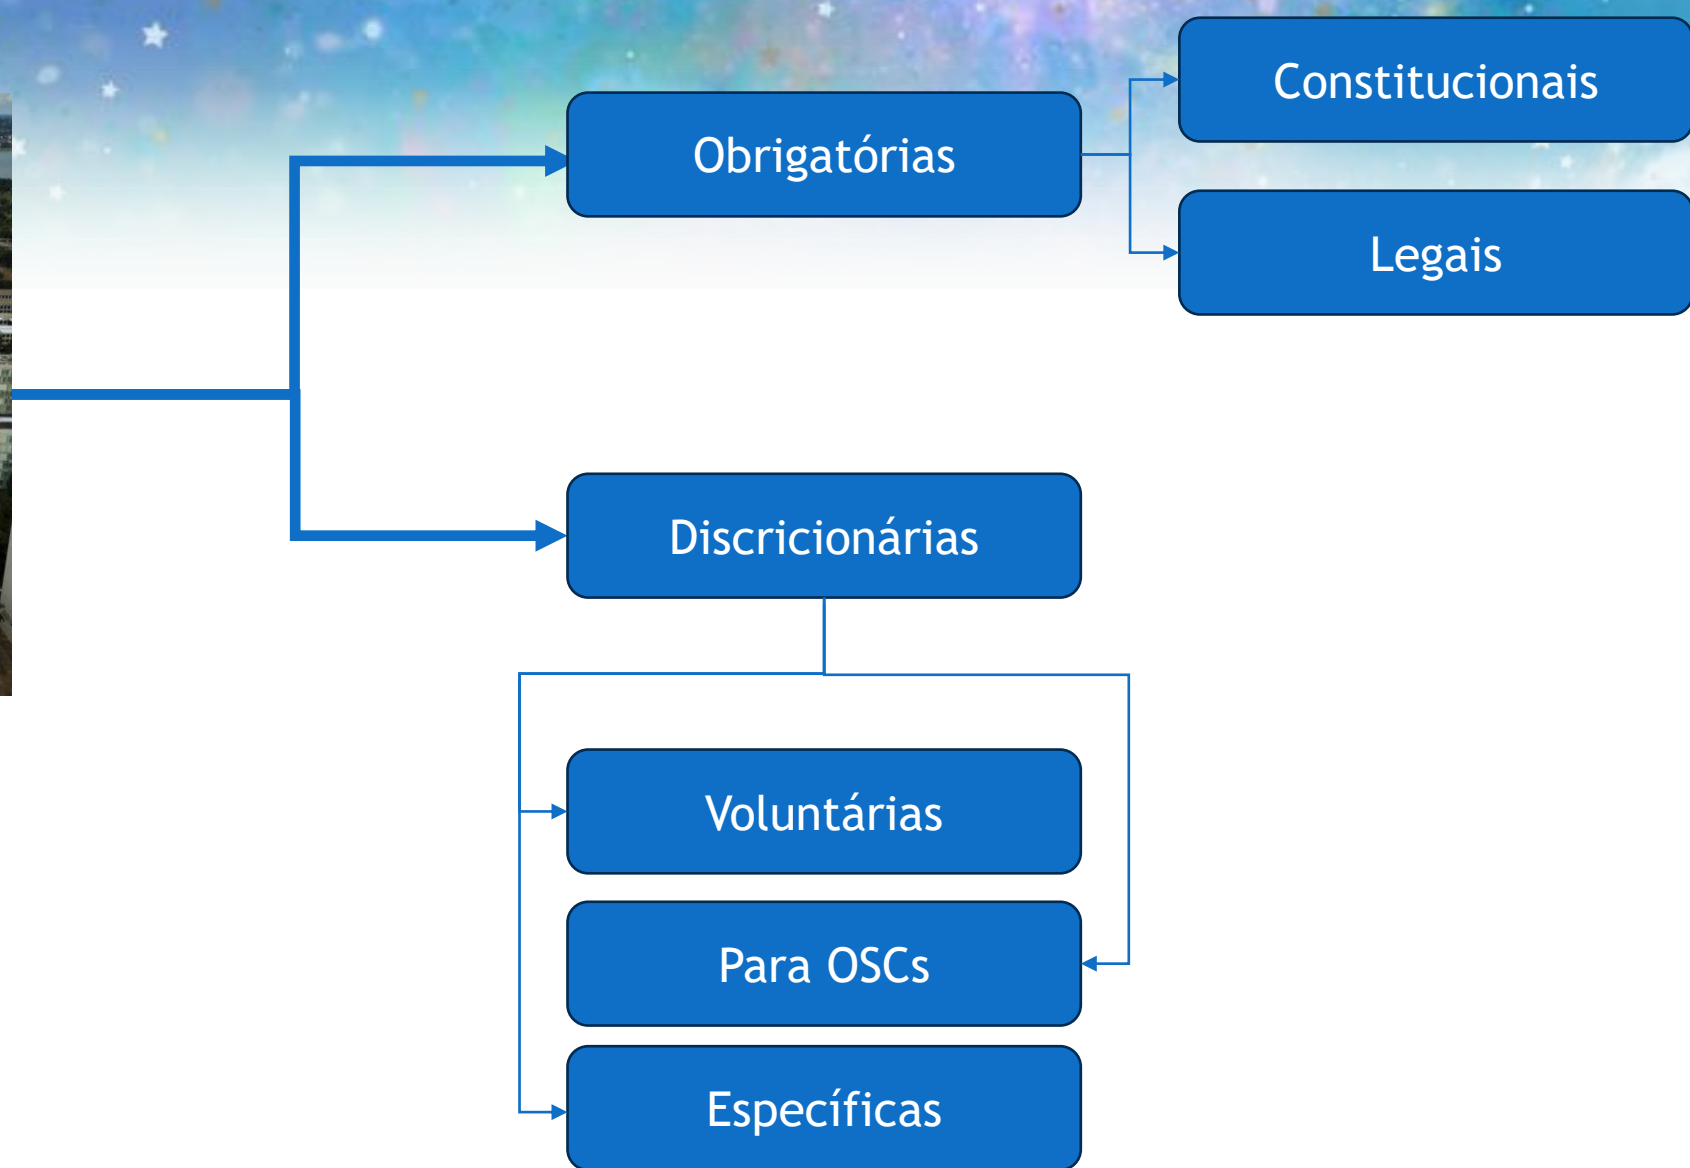 Constitucionais
Obrigatórias
Legais
Discricionárias
Voluntárias
Para OSCs
Específicas